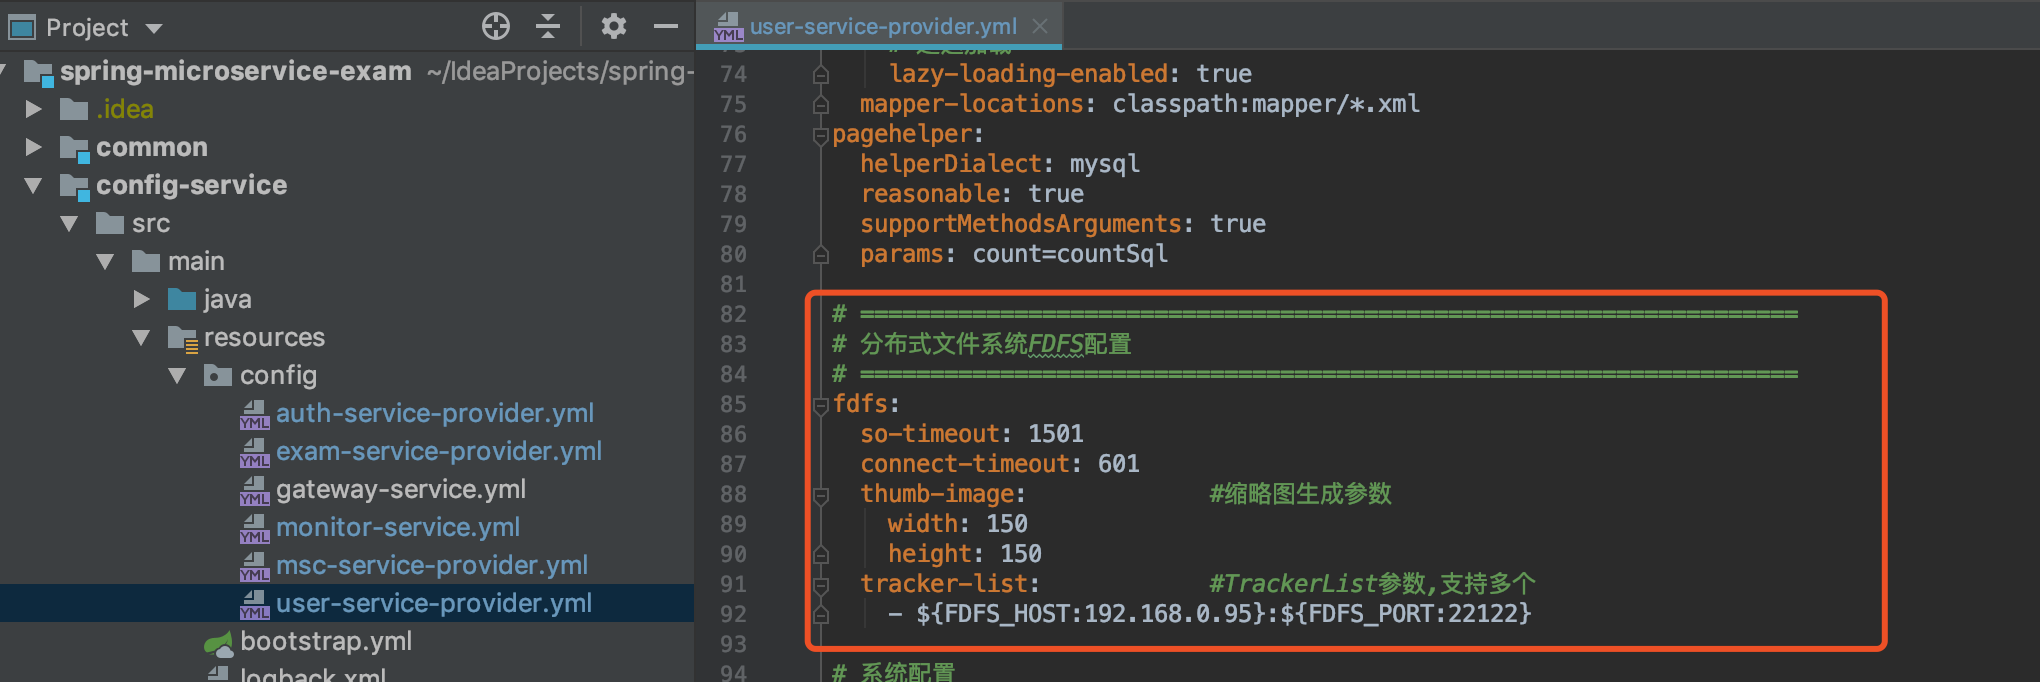 Project
spring-microservice-exam ~/IdeaProjects/spring-
.idea
common
config-service
src
main
java
resources
config
auth-service-provider.yml
exam-service-provider.yml
gateway-service.yml
monitor-service.yml
msc-service-provider.yml
user-service-provider.yml
bootstrap.yml
logback.xml
user-service-provider.yml
74 lazy-loading-enabled: true
75 mapper-locations: classpath:mapper/*.xml
76 pagehelper:
77 helperDialect: mysql
78 reasonable: true
79 supportMethodsArguments: true
80 params: count=countSql
81
82 # ===================================================================
83 # 分布式文件系统FDFS配置
84 # ===================================================================
85 fdfs:
86 so-timeout: 1501
87 connect-timeout: 601
88 thumb-image: #缩略图生成参数
89 width: 150
90 height: 150
91 tracker-list: #TrackerList参数,支持多个
92 - ${FDFS_HOST:192.168.0.95}:${FDFS_PORT:22122}
93
94 # 系统配置